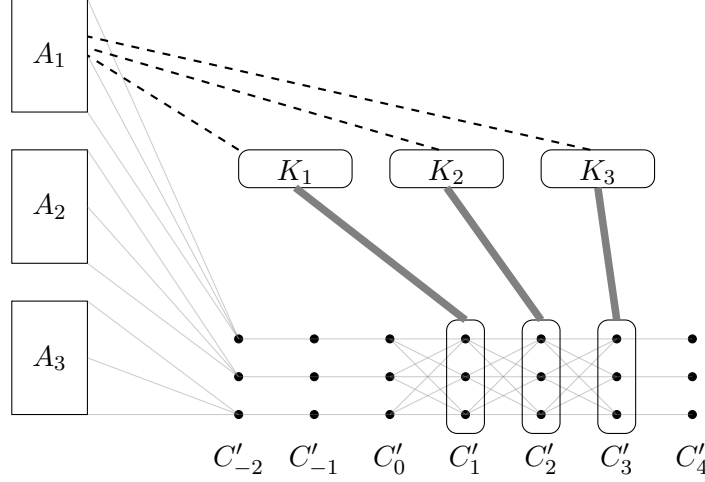 A₁
K₁ K₂ K₃
A₂
A₃
C′₋₂ C′₋₁ C′₀ C′₁ C′₂ C′₃ C′₄